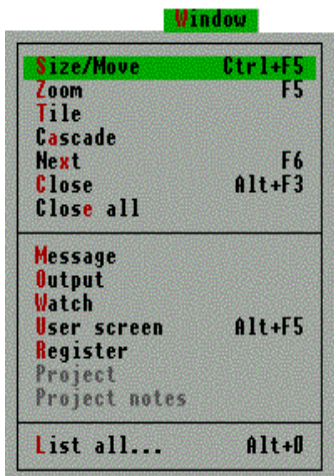 Window
Size/Move Ctrl+F5
Zoom F5
Tile
Cascade
Next F6
Close Alt+F3
Close all
Message
Output
Watch
User screen Alt+F5
Register
Project
Project notes
List all... Alt+0